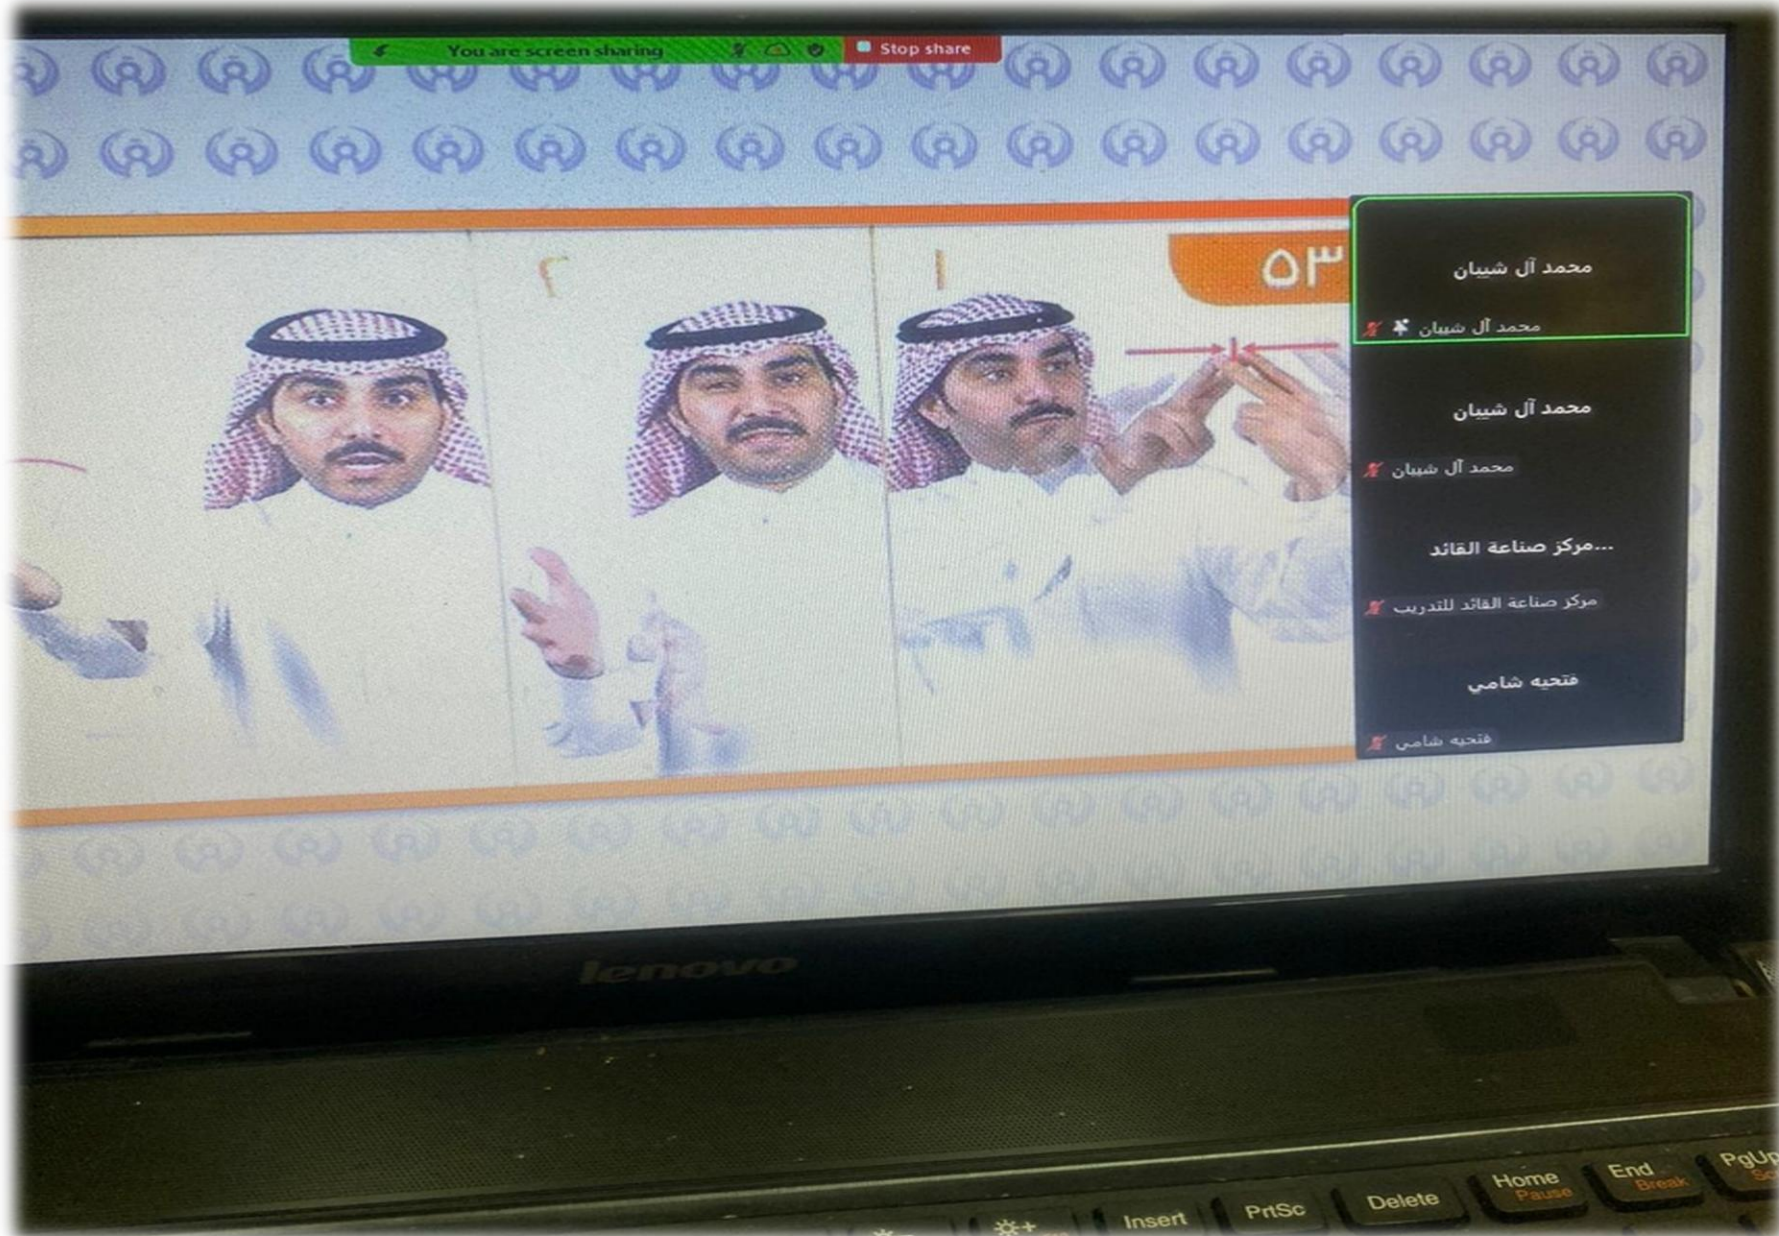 You are screen sharing
Stop share
٥٣
١
٢
محمد آل شيبان
محمد آل شيبان
محمد آل شيبان
محمد آل شيبان
مركز صناعة القائد...
مركز صناعة القائد للتدريب
فتحيه شامي
فتحيه شامي
lenovo
Insert
PrtSc
Delete
Home
Pause
End
Break
PgUp